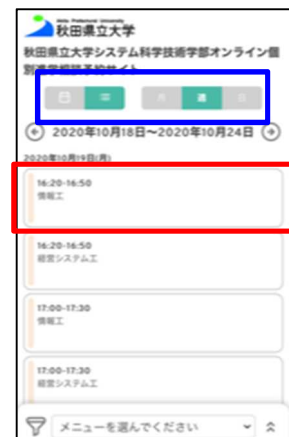 Akita Prefectural University
秋田県立大学
秋田県立大学システム科学技術学部オンライン個
別進学相談予約サイト
月 週 日
2020年10月18日~2020年10月24日
2020年10月19日(月)
16:20-16:50
情報工
16:20-16:50
経営システム工
17:00-17:30
情報工
17:00-17:30
経営システム工
メニューを選んでください